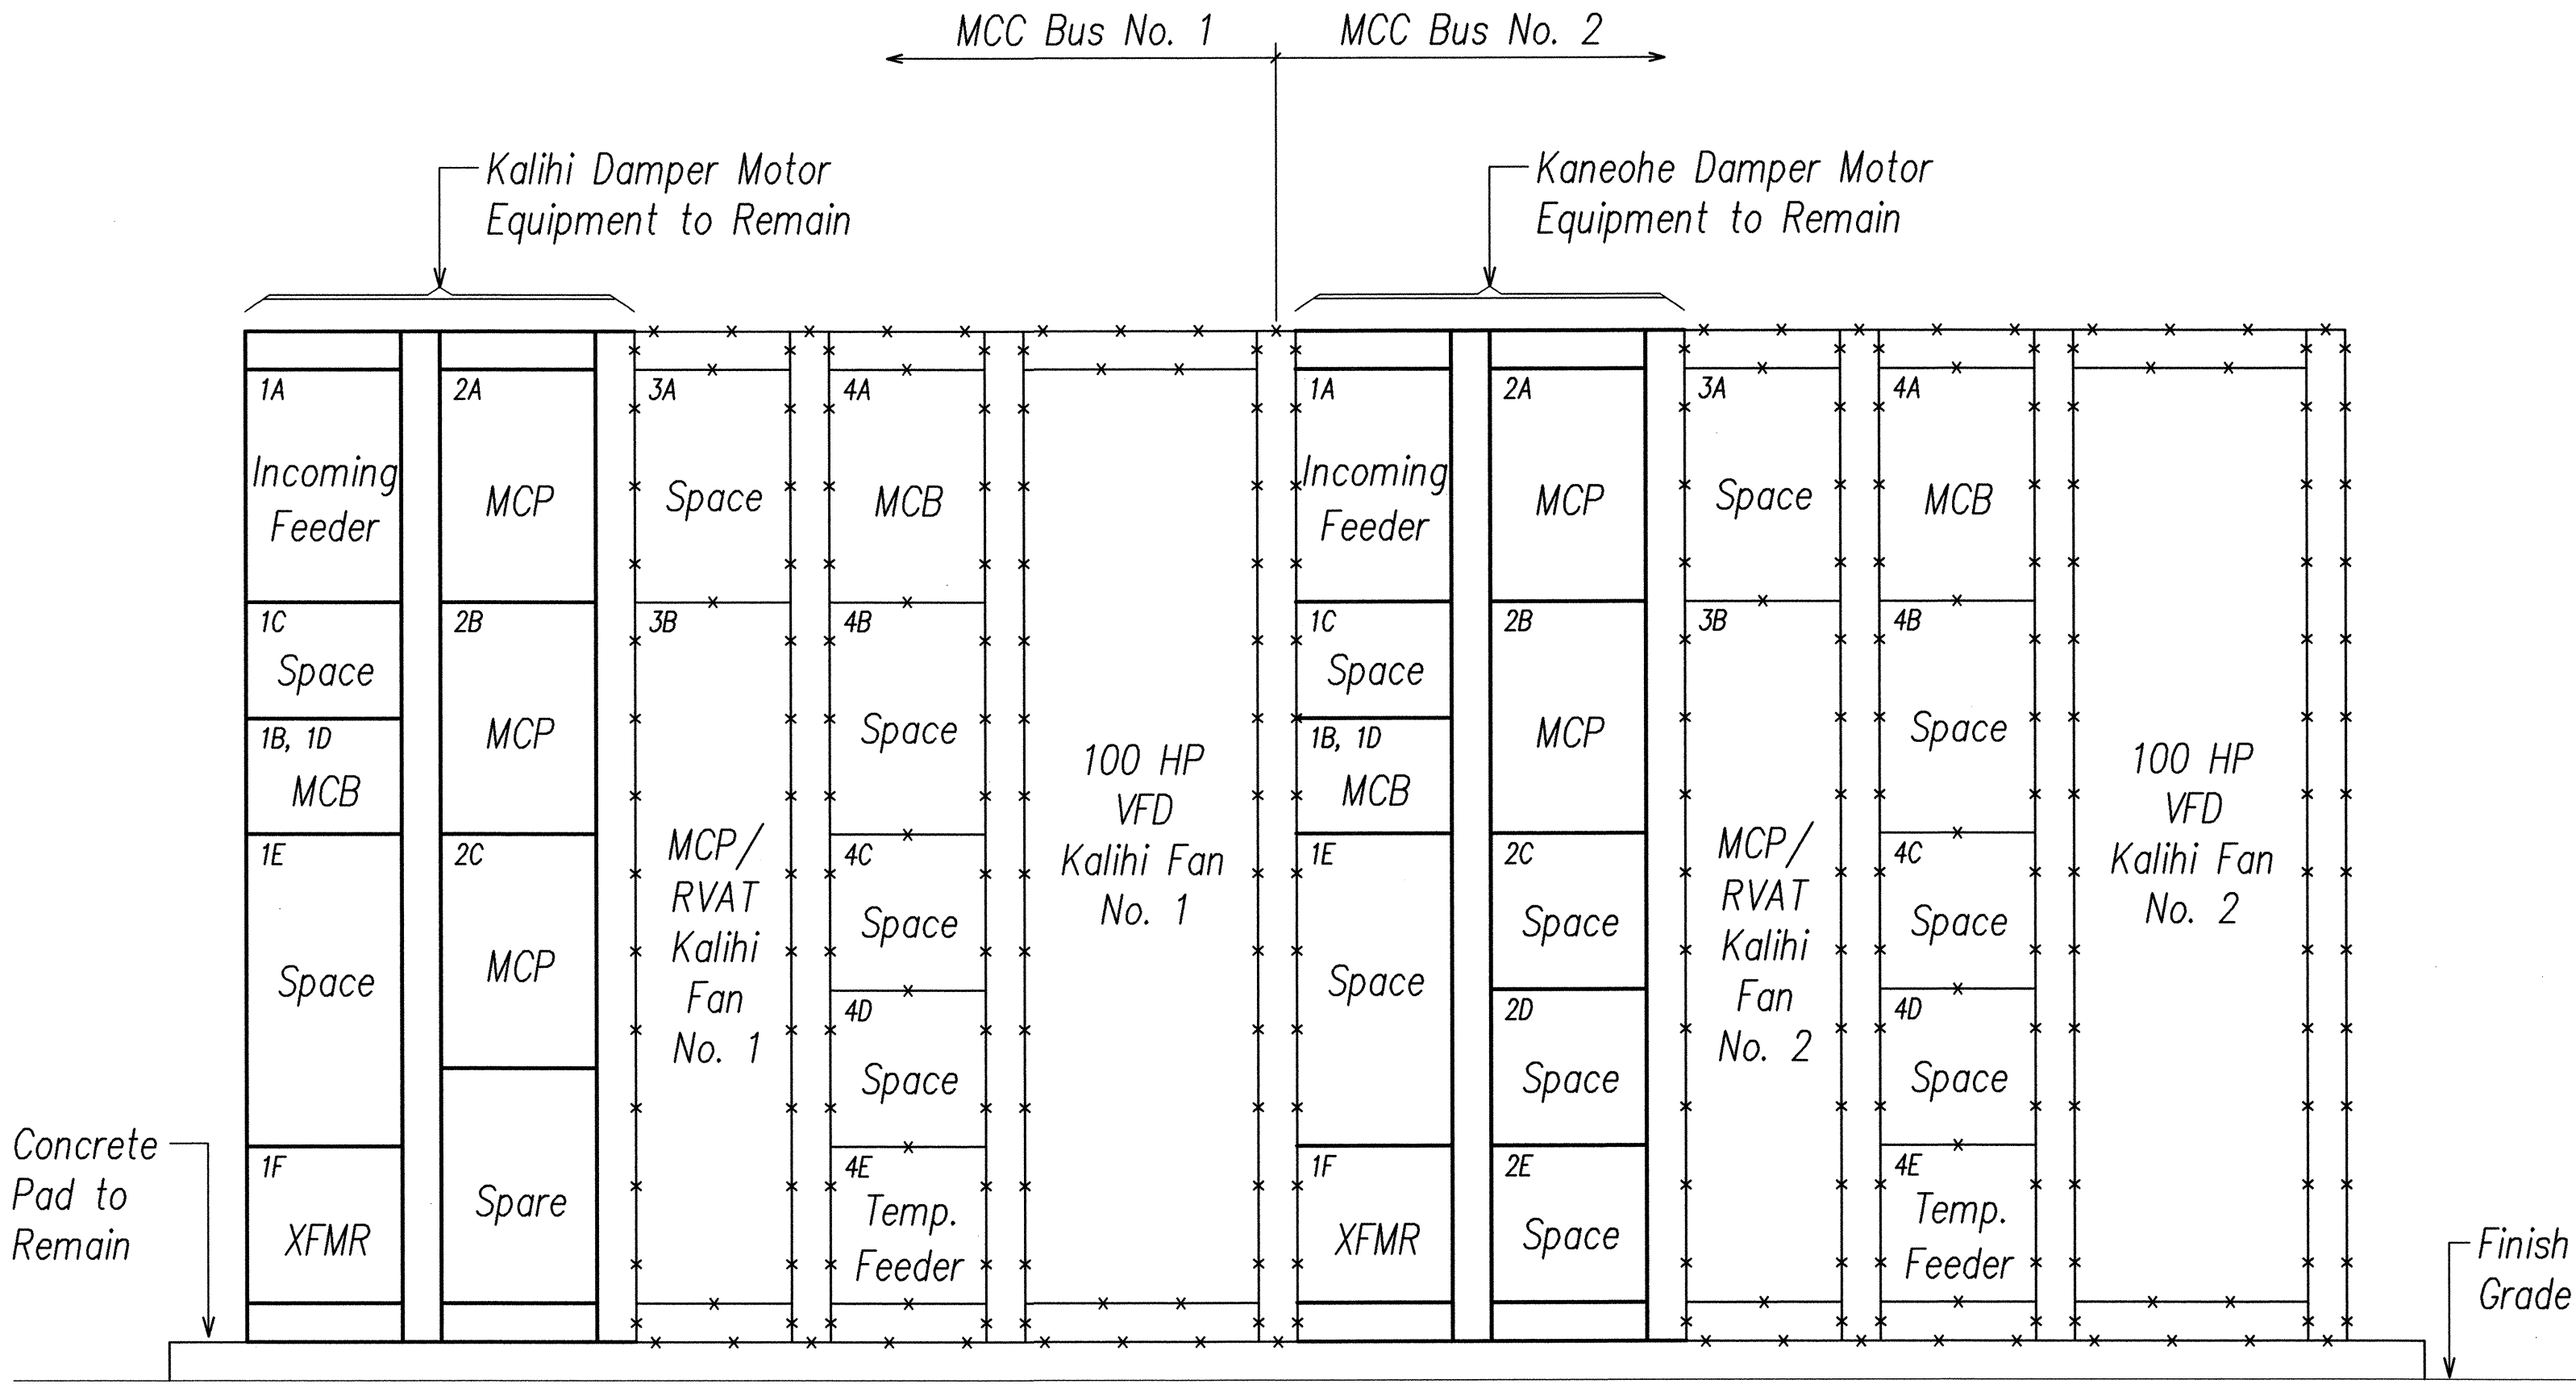 MCC Bus No. 1
MCC Bus No. 2
Kalihi Damper Motor
Equipment to Remain
Kaneohe Damper Motor
Equipment to Remain
1A
Incoming
Feeder
1C
Space
1B, 1D
MCB
1E
Space
1F
XFMR
2A
MCP
2B
MCP
2C
MCP
Spare
3A
Space
3B
MCP/
RVAT
Kalihi
Fan
No. 1
4A
MCB
4B
Space
4C
Space
4D
Space
4E
Temp.
Feeder
100 HP
VFD
Kalihi Fan
No. 1
1A
Incoming
Feeder
1C
Space
1B, 1D
MCB
1E
Space
1F
XFMR
2A
MCP
2B
MCP
2C
Space
2D
Space
2E
Space
3A
Space
3B
MCP/
RVAT
Kalihi
Fan
No. 2
4A
MCB
4B
Space
4C
Space
4D
Space
4E
Temp.
Feeder
100 HP
VFD
Kalihi Fan
No. 2
Concrete
Pad to
Remain
Finish
Grade